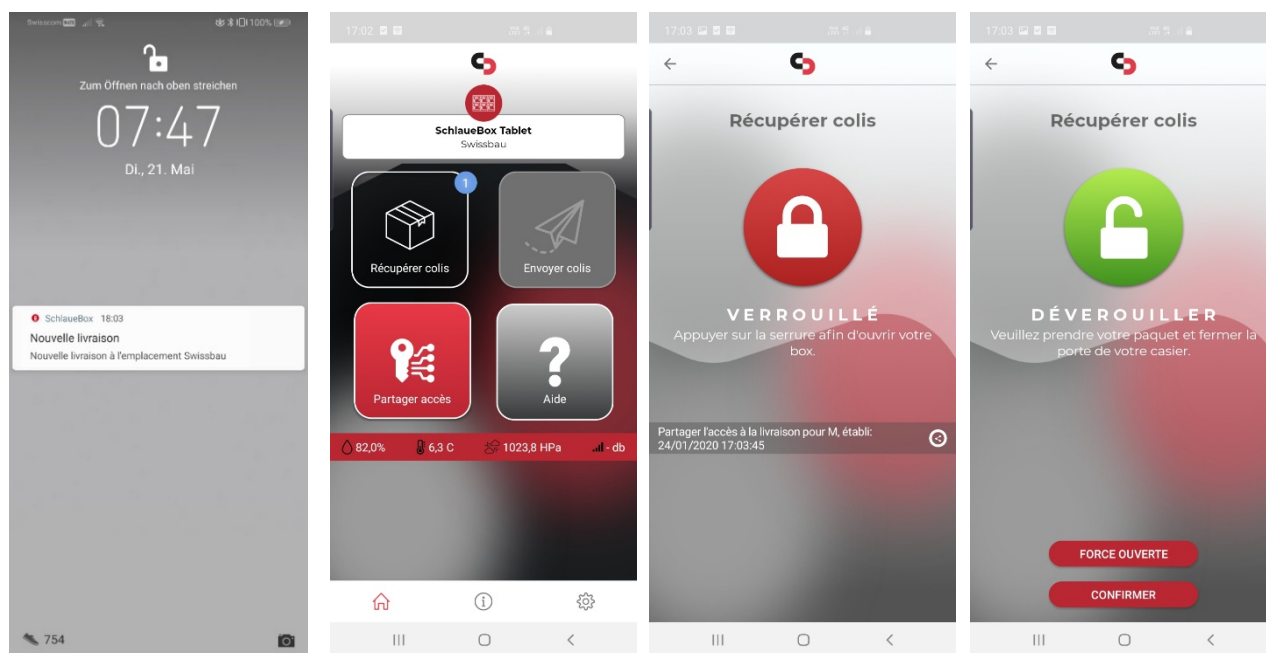 Swisscom
100%
Zum Öffnen nach oben streichen
07:47
Di., 21. Mai
SchlaueBox 18:03
Nouvelle livraison
Nouvelle livraison à l'emplacement Swissbau
754
17:02
SchlaueBox Tablet
Swissbau
1
Récupérer colis
Envoyer colis
Partager accès
Aide
82,0% 6,3 C 1023,8 HPa - db
17:03
Récupérer colis
VERROUILLÉ
Appuyer sur la serrure afin d'ouvrir votre
box.
Partager l'accès à la livraison pour M, établi:
24/01/2020 17:03:45
17:03
Récupérer colis
DÉVEROUILLER
Veuillez prendre votre paquet et fermer la
porte de votre casier.
FORCE OUVERTE
CONFIRMER